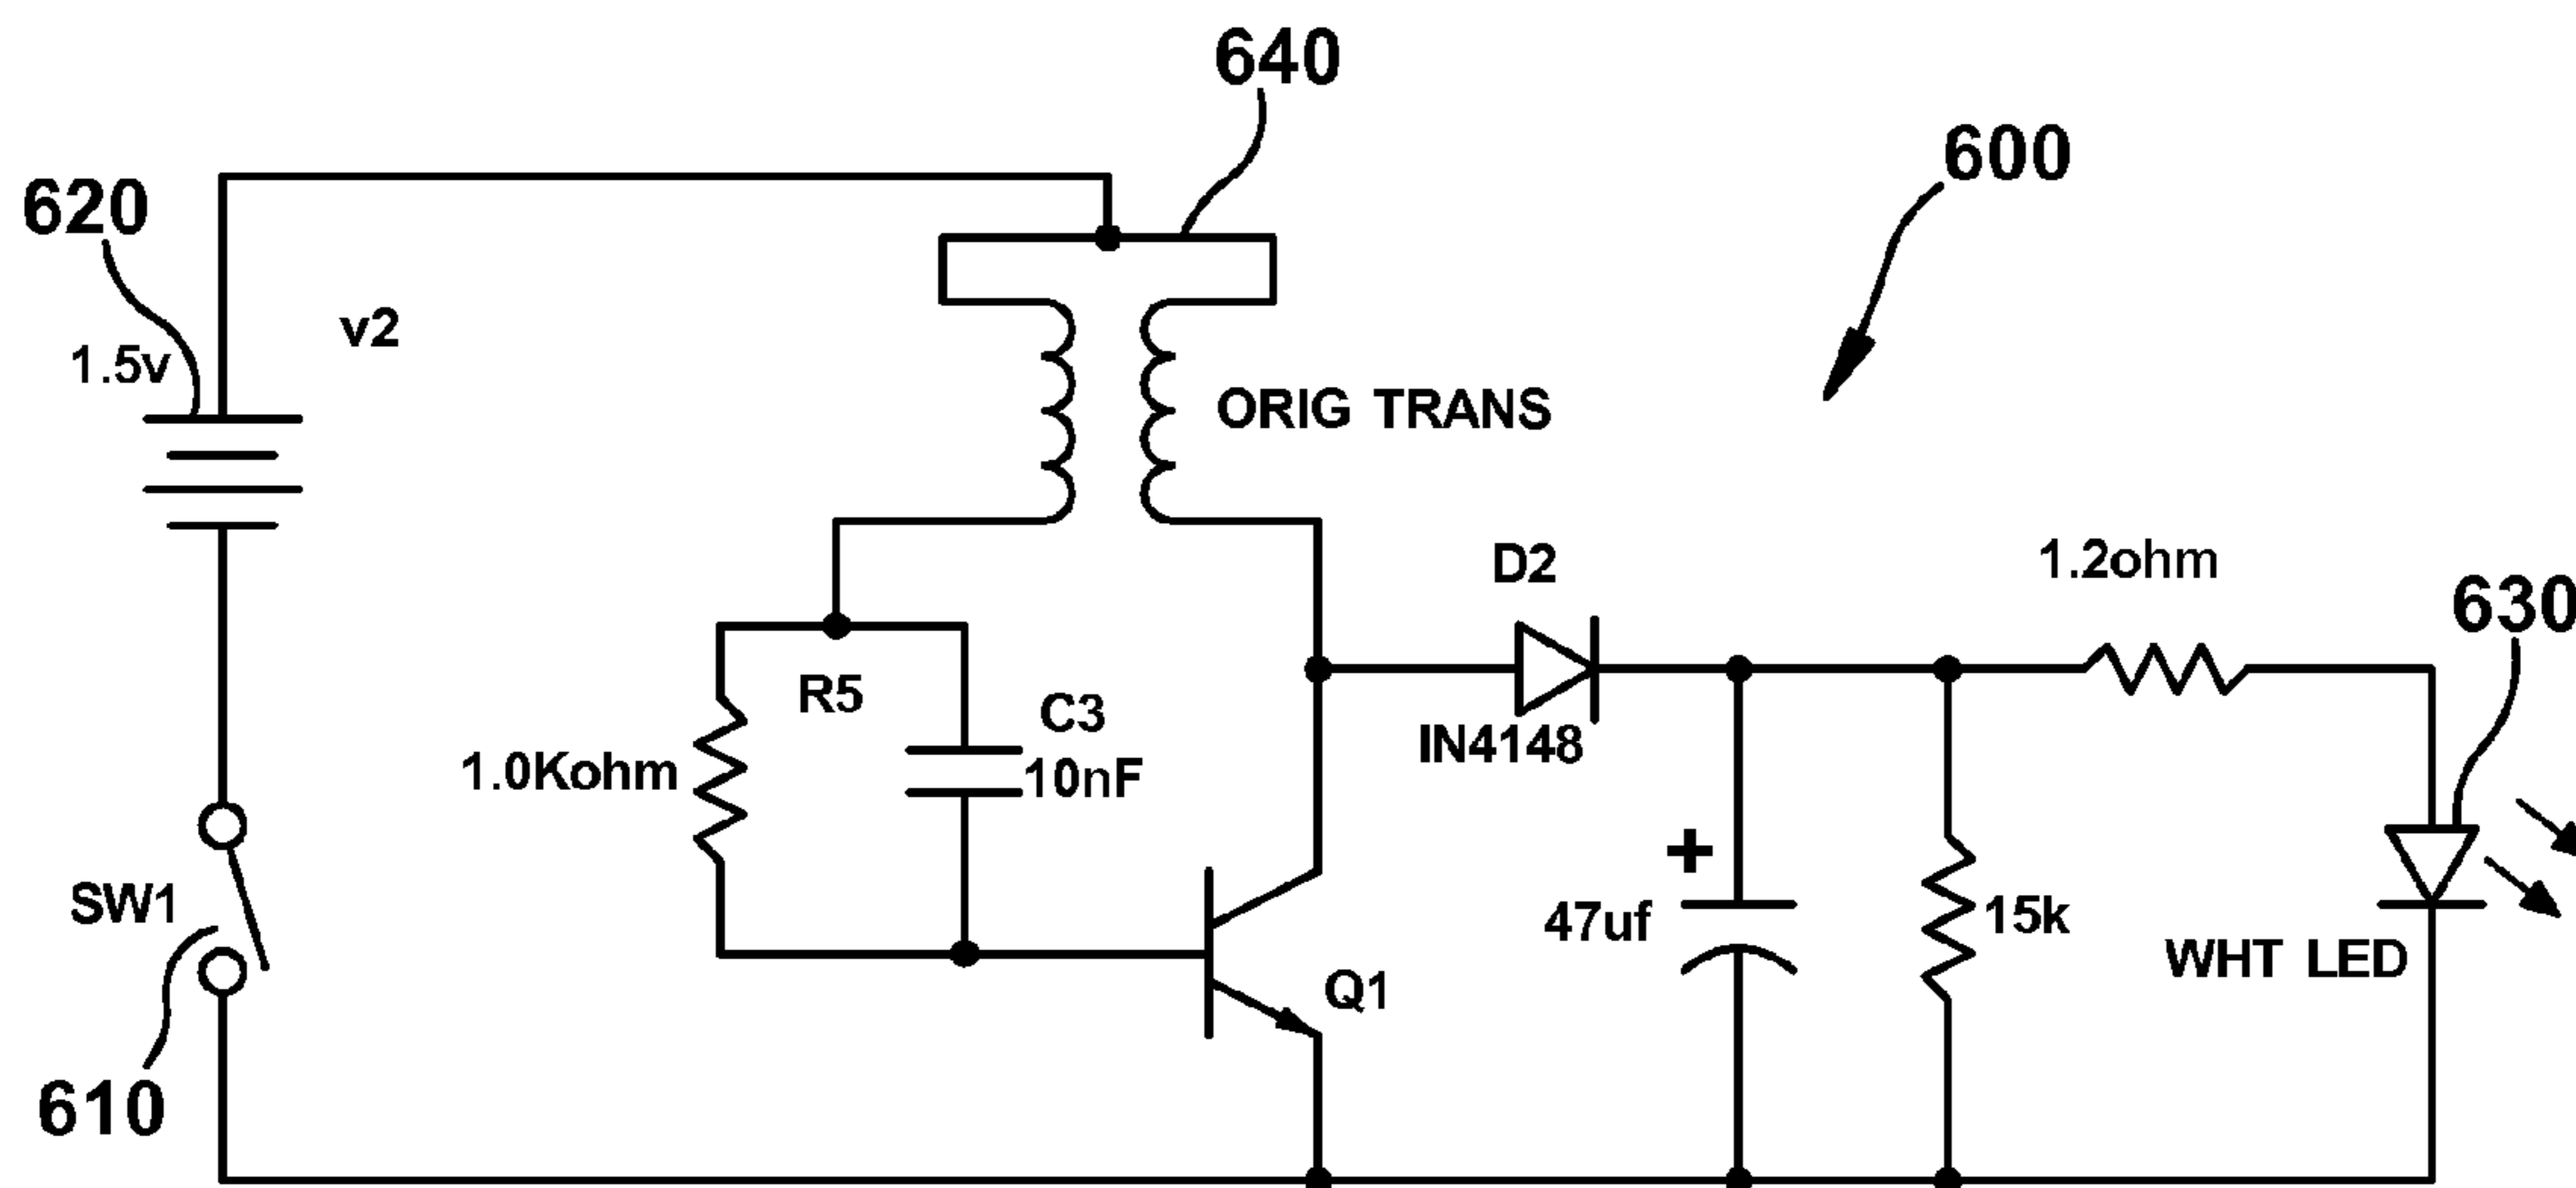 640
600
620
v2
1.5v
ORIG TRANS
D2
1.2ohm
630
R5
C3
1.0Kohm
10nF
IN4148
+
SW1
47uf
15k
WHT LED
Q1
610